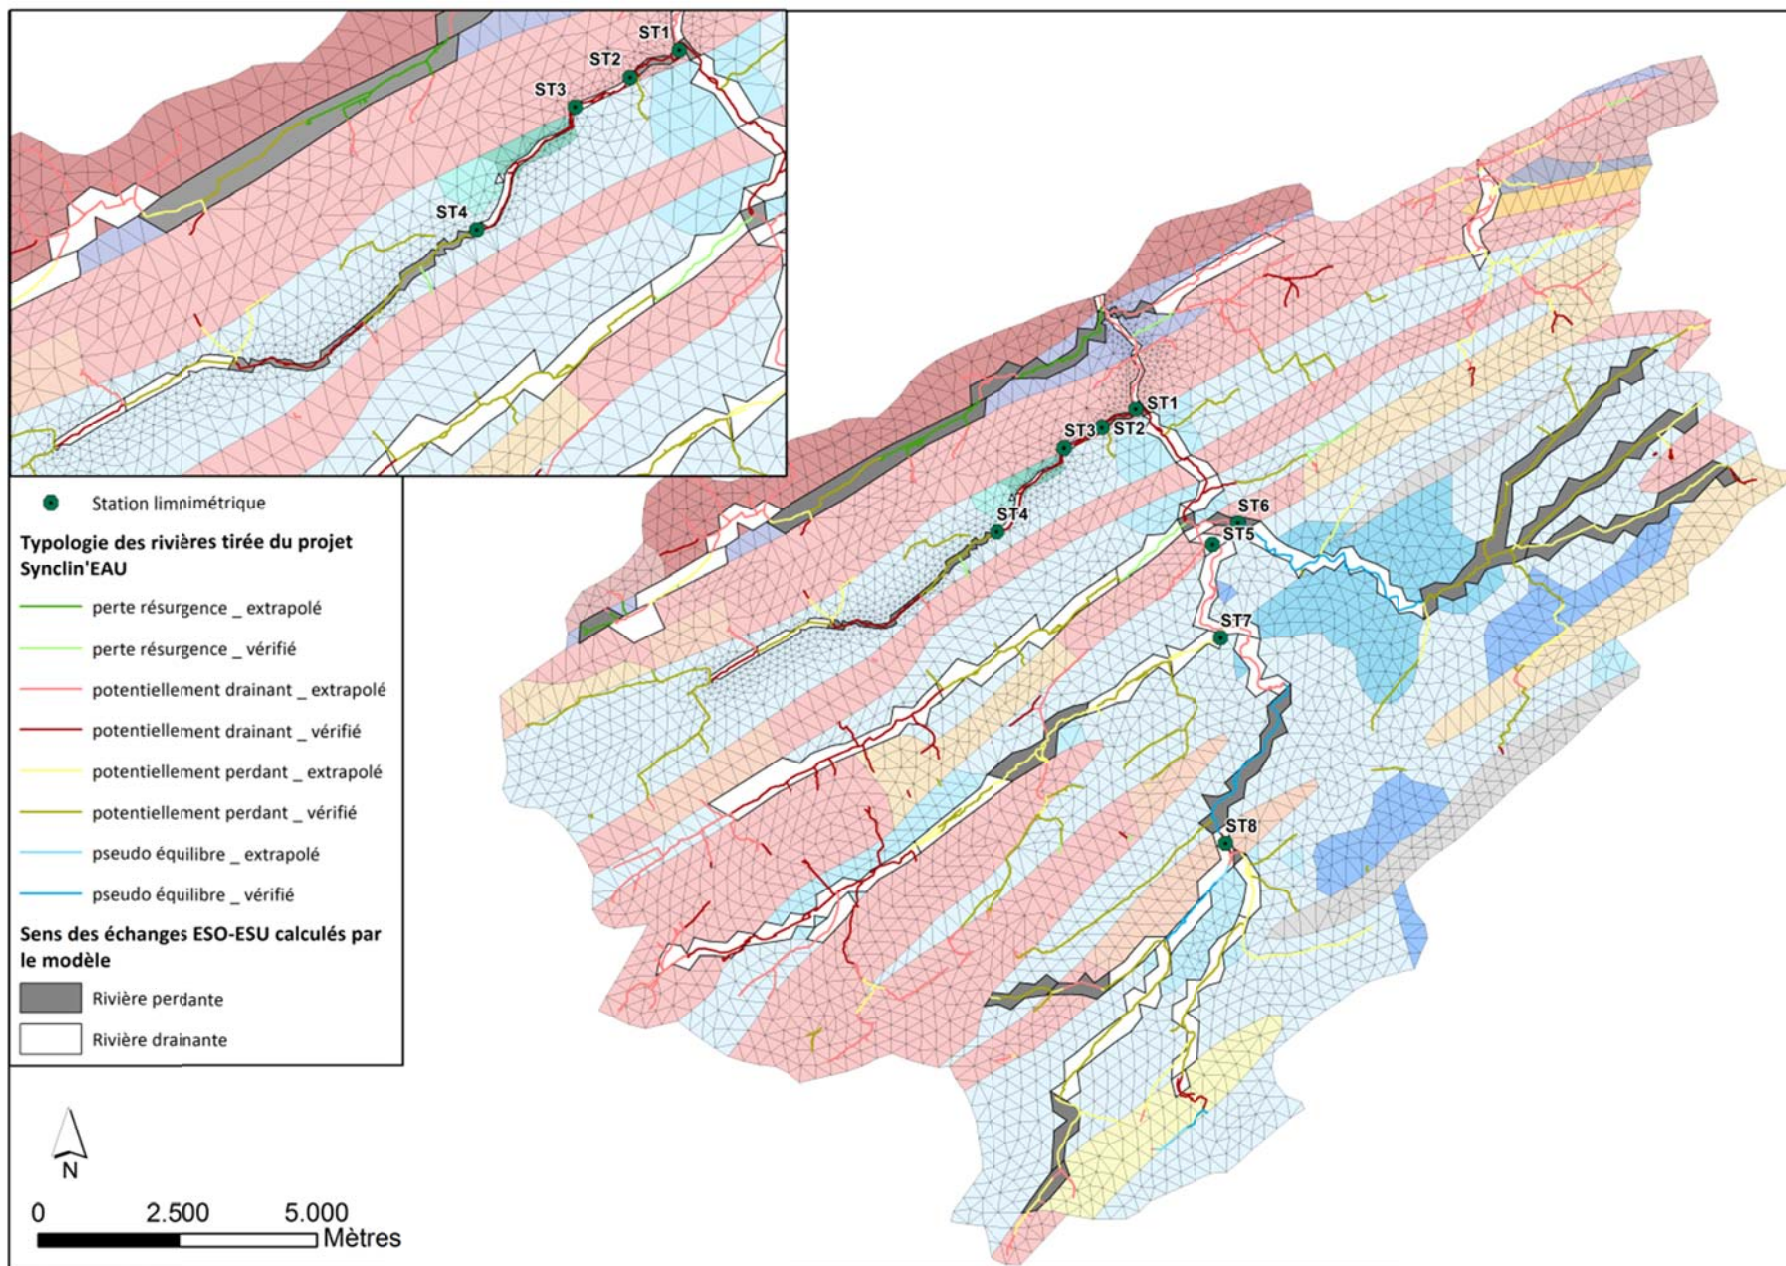 ST1
ST2
ST3
ST4
ST1
ST2
ST3
ST4
ST6
ST5
ST7
ST8
Station limnimétrique
Typologie des rivières tirée du projet
Synclin'EAU
perte résurgence _ extrapolé
perte résurgence _ vérifié
potentiellement drainant _ extrapolé
potentiellement drainant _ vérifié
potentiellement perdant _ extrapolé
potentiellement perdant _ vérifié
pseudo équilibre _ extrapolé
pseudo équilibre _ vérifié
Sens des échanges ESO-ESU calculés par
le modèle
Rivière perdante
Rivière drainante
N
0 2.500 5.000
Mètres